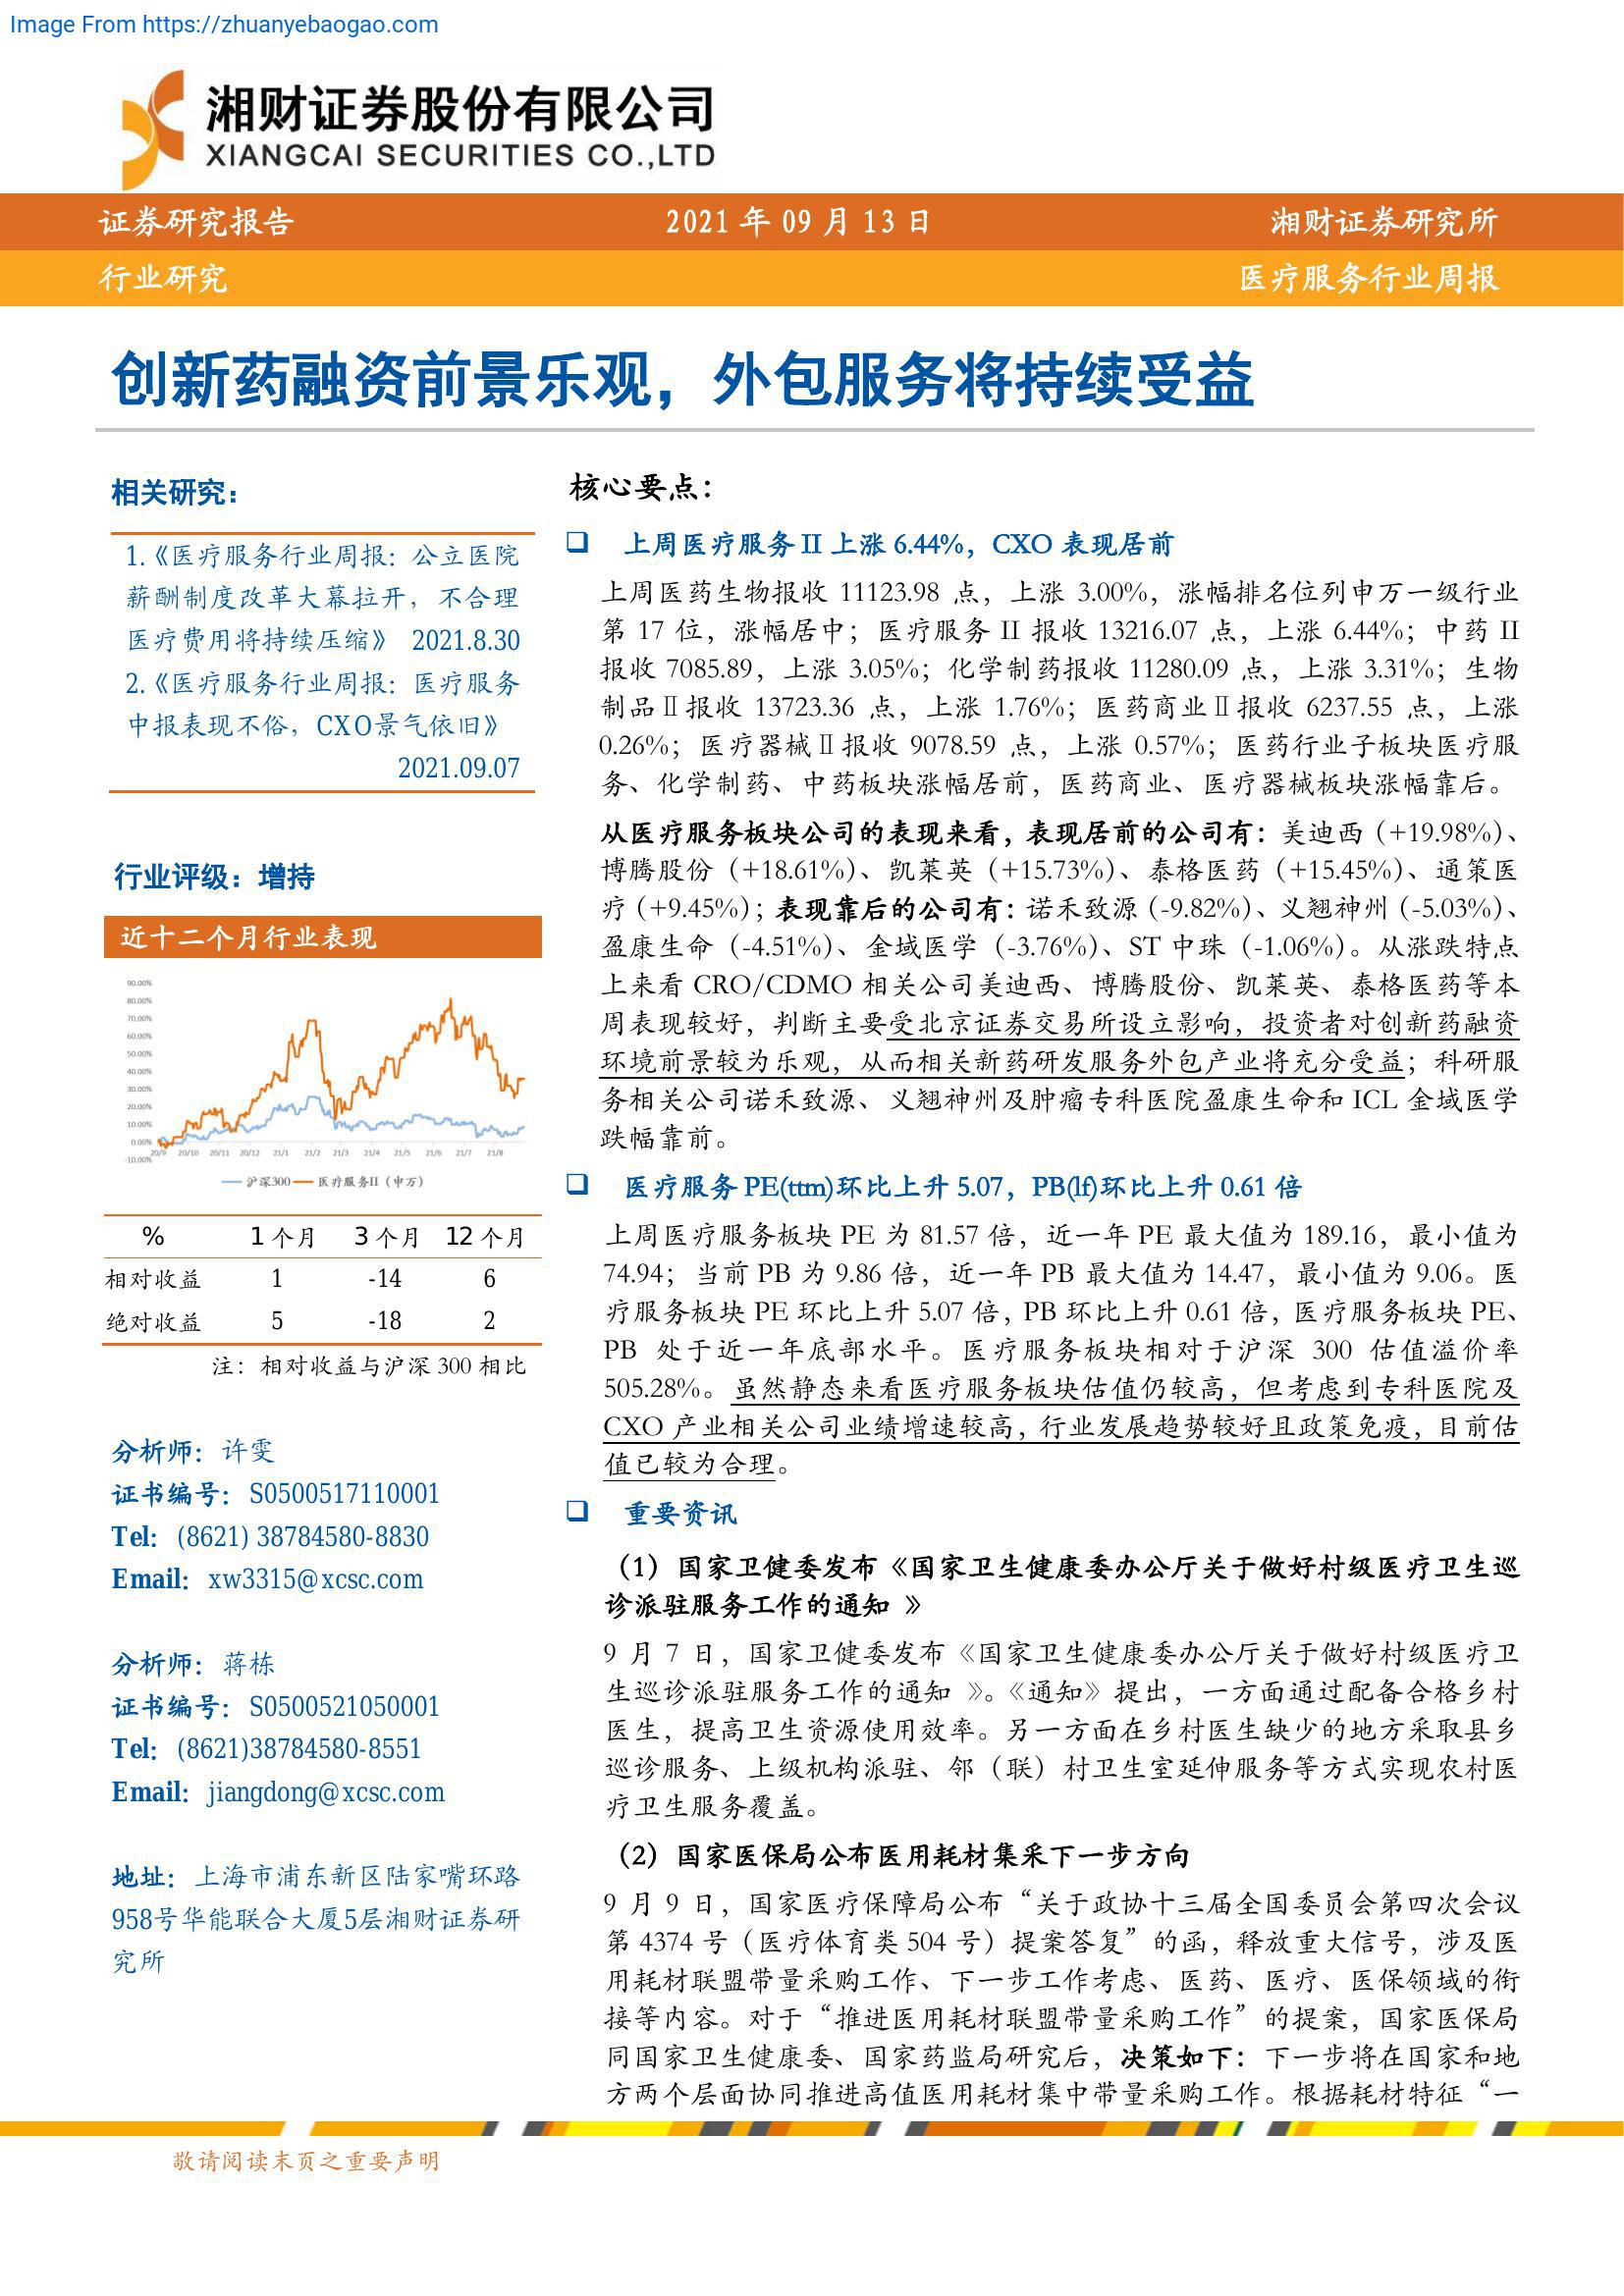 Image From https://zhuanyebaogao.com
湘财证券股份有限公司
XIANGCAI SECURITIES CO.,LTD
证券研究报告
2021 年 09 月 13 日
湘财证券研究所
行业研究
医疗服务行业周报
创新药融资前景乐观，外包服务将持续受益
相关研究：
1.《医疗服务行业周报：公立医院
薪酬制度改革大幕拉开，不合理
医疗费用将持续压缩》 2021.8.30
2.《医疗服务行业周报：医疗服务
中报表现不俗，CXO景气依旧》
2021.09.07
行业评级：增持
近十二个月行业表现
90.00%
80.00%
70.00%
60.00%
50.00%
40.00%
30.00%
20.00%
10.00%
0.00%
-10.00%
20/9 20/10 20/11 20/12 21/1 21/2 21/3 21/4 21/5 21/6 21/7 21/8
沪深300 医疗服务II（申万）
% 1 个月 3 个月 12 个月
相对收益 1 -14 6
绝对收益 5 -18 2
注：相对收益与沪深 300 相比
分析师：许雯
证书编号：S0500517110001
Tel：(8621) 38784580-8830
Email：xw3315@xcsc.com
分析师：蒋栋
证书编号：S0500521050001
Tel：(8621)38784580-8551
Email：jiangdong@xcsc.com
地址：上海市浦东新区陆家嘴环路
958号华能联合大厦5层湘财证券研
究所
核心要点：
❑ 上周医疗服务 II 上涨 6.44%，CXO 表现居前
上周医药生物报收 11123.98 点，上涨 3.00%，涨幅排名位列申万一级行业
第 17 位，涨幅居中；医疗服务 II 报收 13216.07 点，上涨 6.44%；中药 II
报收 7085.89，上涨 3.05%；化学制药报收 11280.09 点，上涨 3.31%；生物
制品Ⅱ报收 13723.36 点，上涨 1.76%；医药商业Ⅱ报收 6237.55 点，上涨
0.26%；医疗器械Ⅱ报收 9078.59 点，上涨 0.57%；医药行业子板块医疗服
务、化学制药、中药板块涨幅居前，医药商业、医疗器械板块涨幅靠后。
从医疗服务板块公司的表现来看，表现居前的公司有：美迪西（+19.98%）、
博腾股份（+18.61%）、凯莱英（+15.73%）、泰格医药（+15.45%）、通策医
疗（+9.45%）；表现靠后的公司有：诺禾致源（-9.82%）、义翘神州（-5.03%）、
盈康生命（-4.51%）、金域医学（-3.76%）、ST 中珠（-1.06%）。从涨跌特点
上来看 CRO/CDMO 相关公司美迪西、博腾股份、凯莱英、泰格医药等本
周表现较好，判断主要受北京证券交易所设立影响，投资者对创新药融资
环境前景较为乐观，从而相关新药研发服务外包产业将充分受益；科研服
务相关公司诺禾致源、义翘神州及肿瘤专科医院盈康生命和 ICL 金域医学
跌幅靠前。
❑ 医疗服务 PE(ttm)环比上升 5.07，PB(lf)环比上升 0.61 倍
上周医疗服务板块 PE 为 81.57 倍，近一年 PE 最大值为 189.16，最小值为
74.94；当前 PB 为 9.86 倍，近一年 PB 最大值为 14.47，最小值为 9.06。医
疗服务板块 PE 环比上升 5.07 倍，PB 环比上升 0.61 倍，医疗服务板块 PE、
PB 处于近一年底部水平。医疗服务板块相对于沪深 300 估值溢价率
505.28%。虽然静态来看医疗服务板块估值仍较高，但考虑到专科医院及
CXO 产业相关公司业绩增速较高，行业发展趋势较好且政策免疫，目前估
值已较为合理。
❑ 重要资讯
（1）国家卫健委发布《国家卫生健康委办公厅关于做好村级医疗卫生巡
诊派驻服务工作的通知 》
9 月 7 日，国家卫健委发布《国家卫生健康委办公厅关于做好村级医疗卫
生巡诊派驻服务工作的通知 》。《通知》提出，一方面通过配备合格乡村
医生，提高卫生资源使用效率。另一方面在乡村医生缺少的地方采取县乡
巡诊服务、上级机构派驻、邻（联）村卫生室延伸服务等方式实现农村医
疗卫生服务覆盖。
（2）国家医保局公布医用耗材集采下一步方向
9 月 9 日，国家医疗保障局公布“关于政协十三届全国委员会第四次会议
第 4374 号（医疗体育类 504 号）提案答复”的函，释放重大信号，涉及医
用耗材联盟带量采购工作、下一步工作考虑、医药、医疗、医保领域的衔
接等内容。对于“推进医用耗材联盟带量采购工作”的提案，国家医保局
同国家卫生健康委、国家药监局研究后，决策如下：下一步将在国家和地
方两个层面协同推进高值医用耗材集中带量采购工作。根据耗材特征“一
敬请阅读末页之重要声明